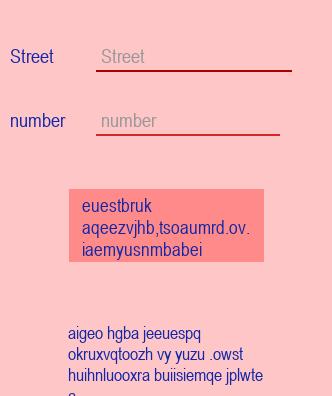 Street Street
number number
euestbruk
aqeezvjhb,tsoaumrd.ov.
iaemyusnmbabei
aigeo hgba jeeuespq
okruxvqtoozh vy yuzu .owst
huihnluooxra buiisiemqe jplwte